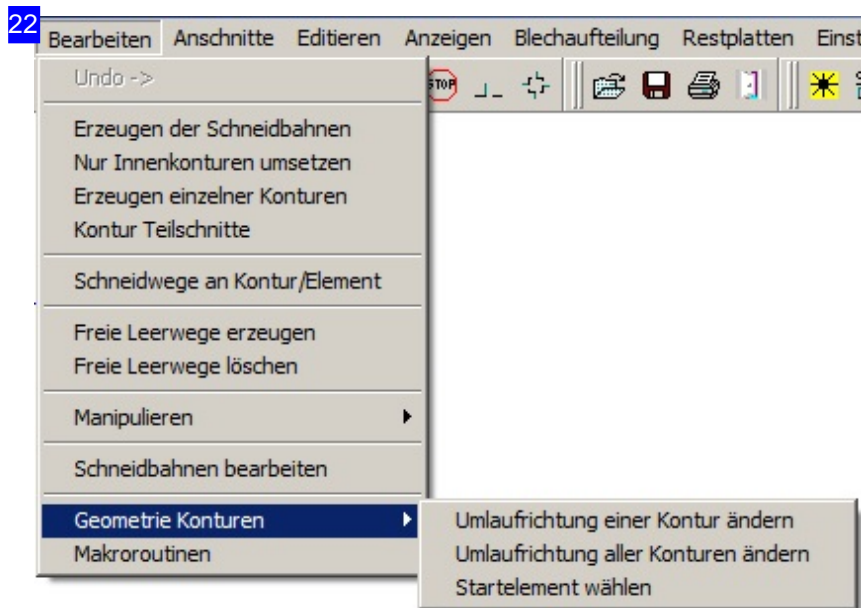 22
Bearbeiten Anschnitte Editieren Anzeigen Blechaufteilung Restplatten Einst
Undo ->
STOP
Erzeugen der Schneidbahnen
Nur Innenkonturen umsetzen
Erzeugen einzelner Konturen
Kontur Teilschnitte
Schneidwege an Kontur/Element
Freie Leerwege erzeugen
Freie Leerwege löschen
Manipulieren
Schneidbahnen bearbeiten
Geometrie Konturen
Umlaufrichtung einer Kontur ändern
Makroroutinen
Umlaufrichtung aller Konturen ändern
Startelement wählen